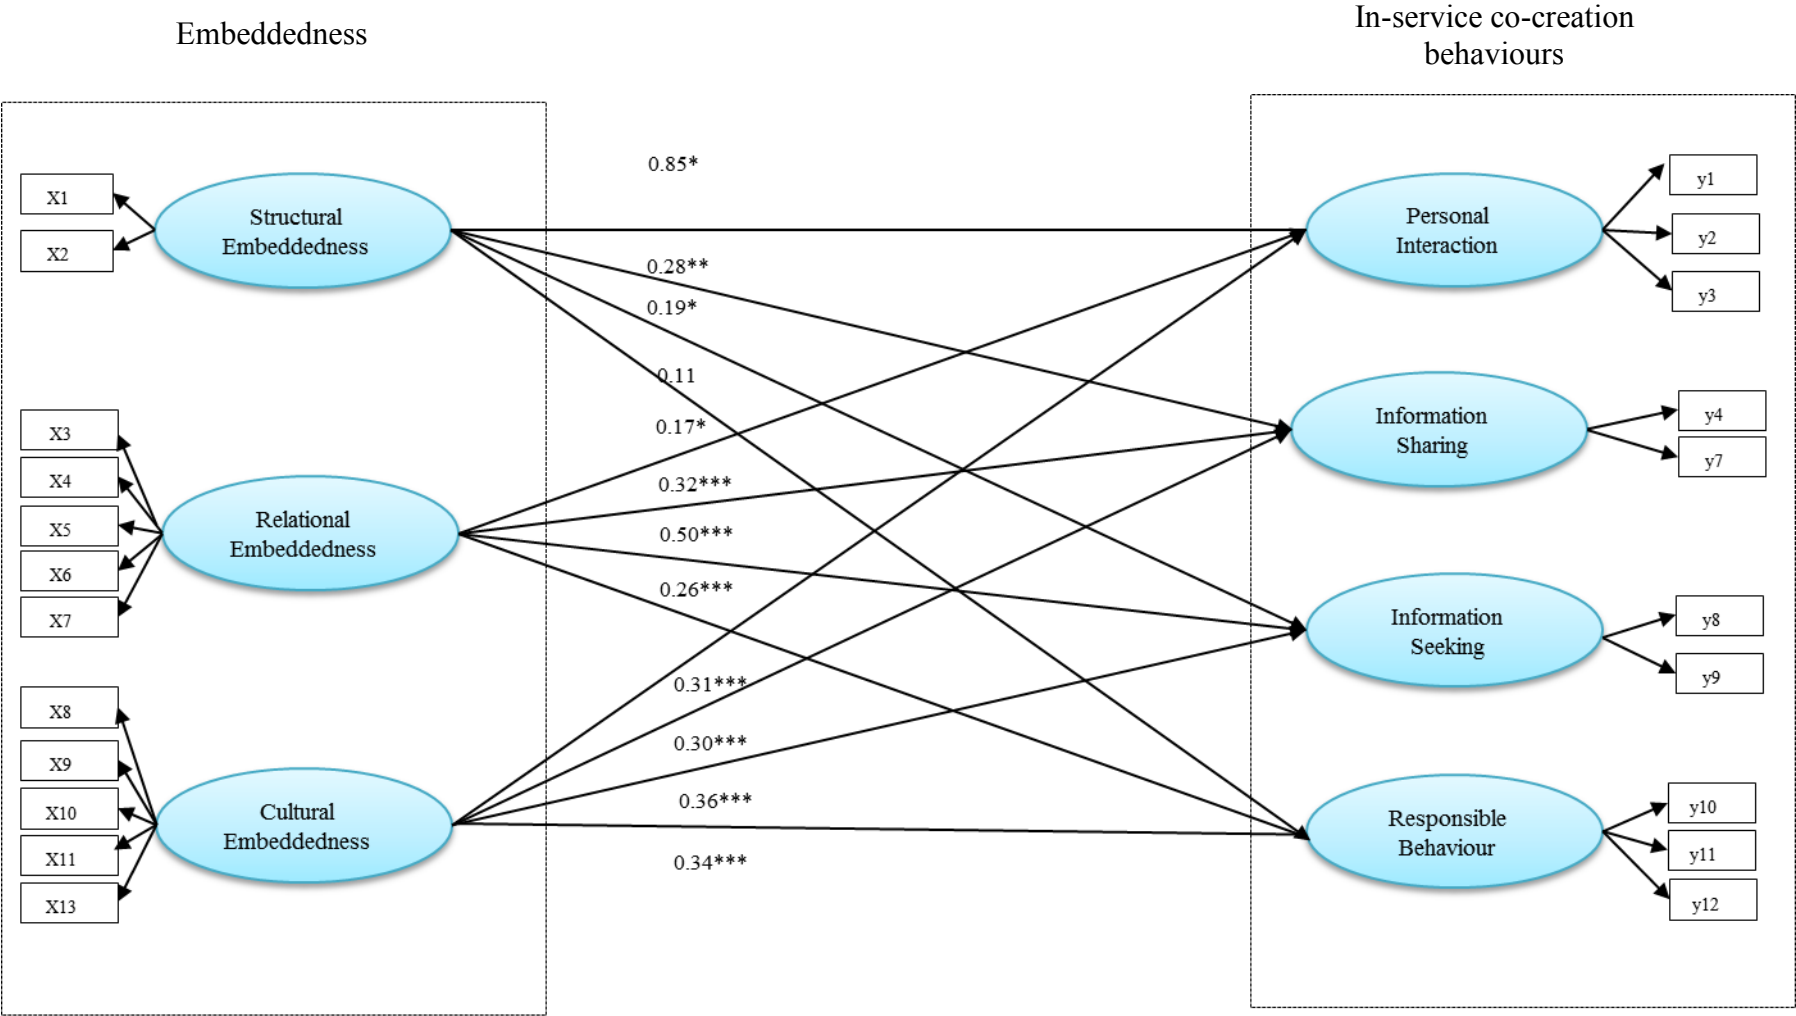 Embeddedness
In-service co-creation
behaviours
X1
X2
Structural
Embeddedness
X3
X4
X5
X6
X7
Relational
Embeddedness
X8
X9
X10
X11
X13
Cultural
Embeddedness
0.85*
0.28**
0.19*
0.11
0.17*
0.32***
0.50***
0.26***
0.31***
0.30***
0.36***
0.34***
Personal
Interaction
y1
y2
y3
Information
Sharing
y4
y7
Information
Seeking
y8
y9
Responsible
Behaviour
y10
y11
y12